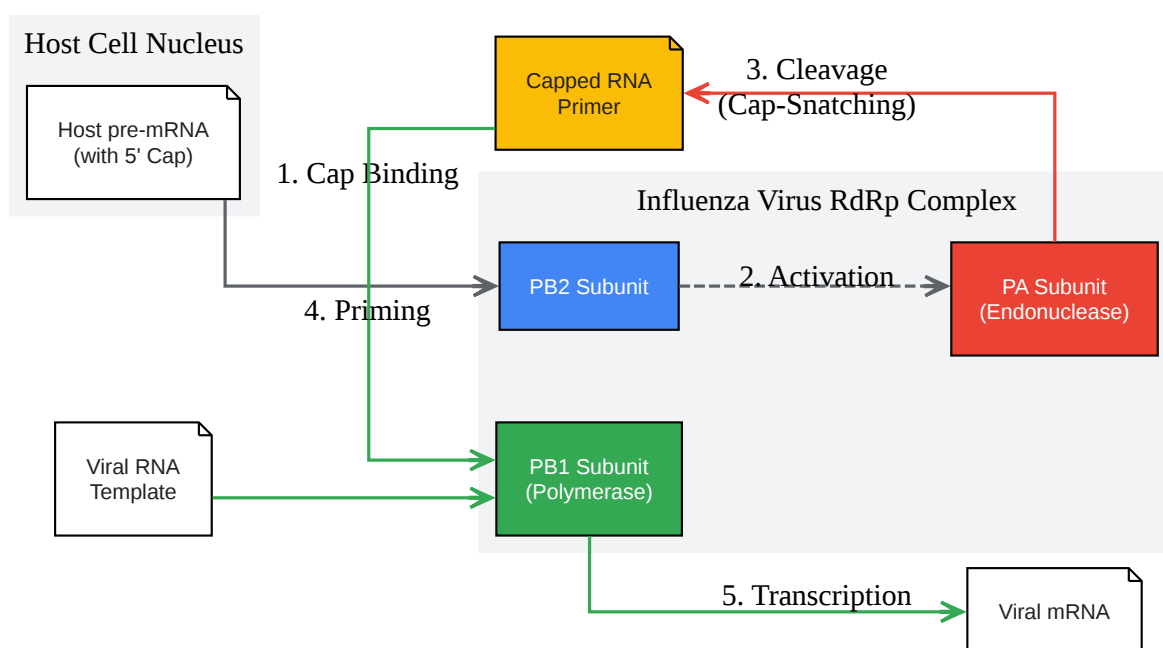 Host Cell Nucleus
Host pre-mRNA
(with 5' Cap)
Capped RNA
Primer
3. Cleavage
(Cap-Snatching)
1. Cap Binding
Influenza Virus RdRp Complex
PB2 Subunit
2. Activation
PA Subunit
(Endonuclease)
4. Priming
Viral RNA
Template
PB1 Subunit
(Polymerase)
5. Transcription
Viral mRNA